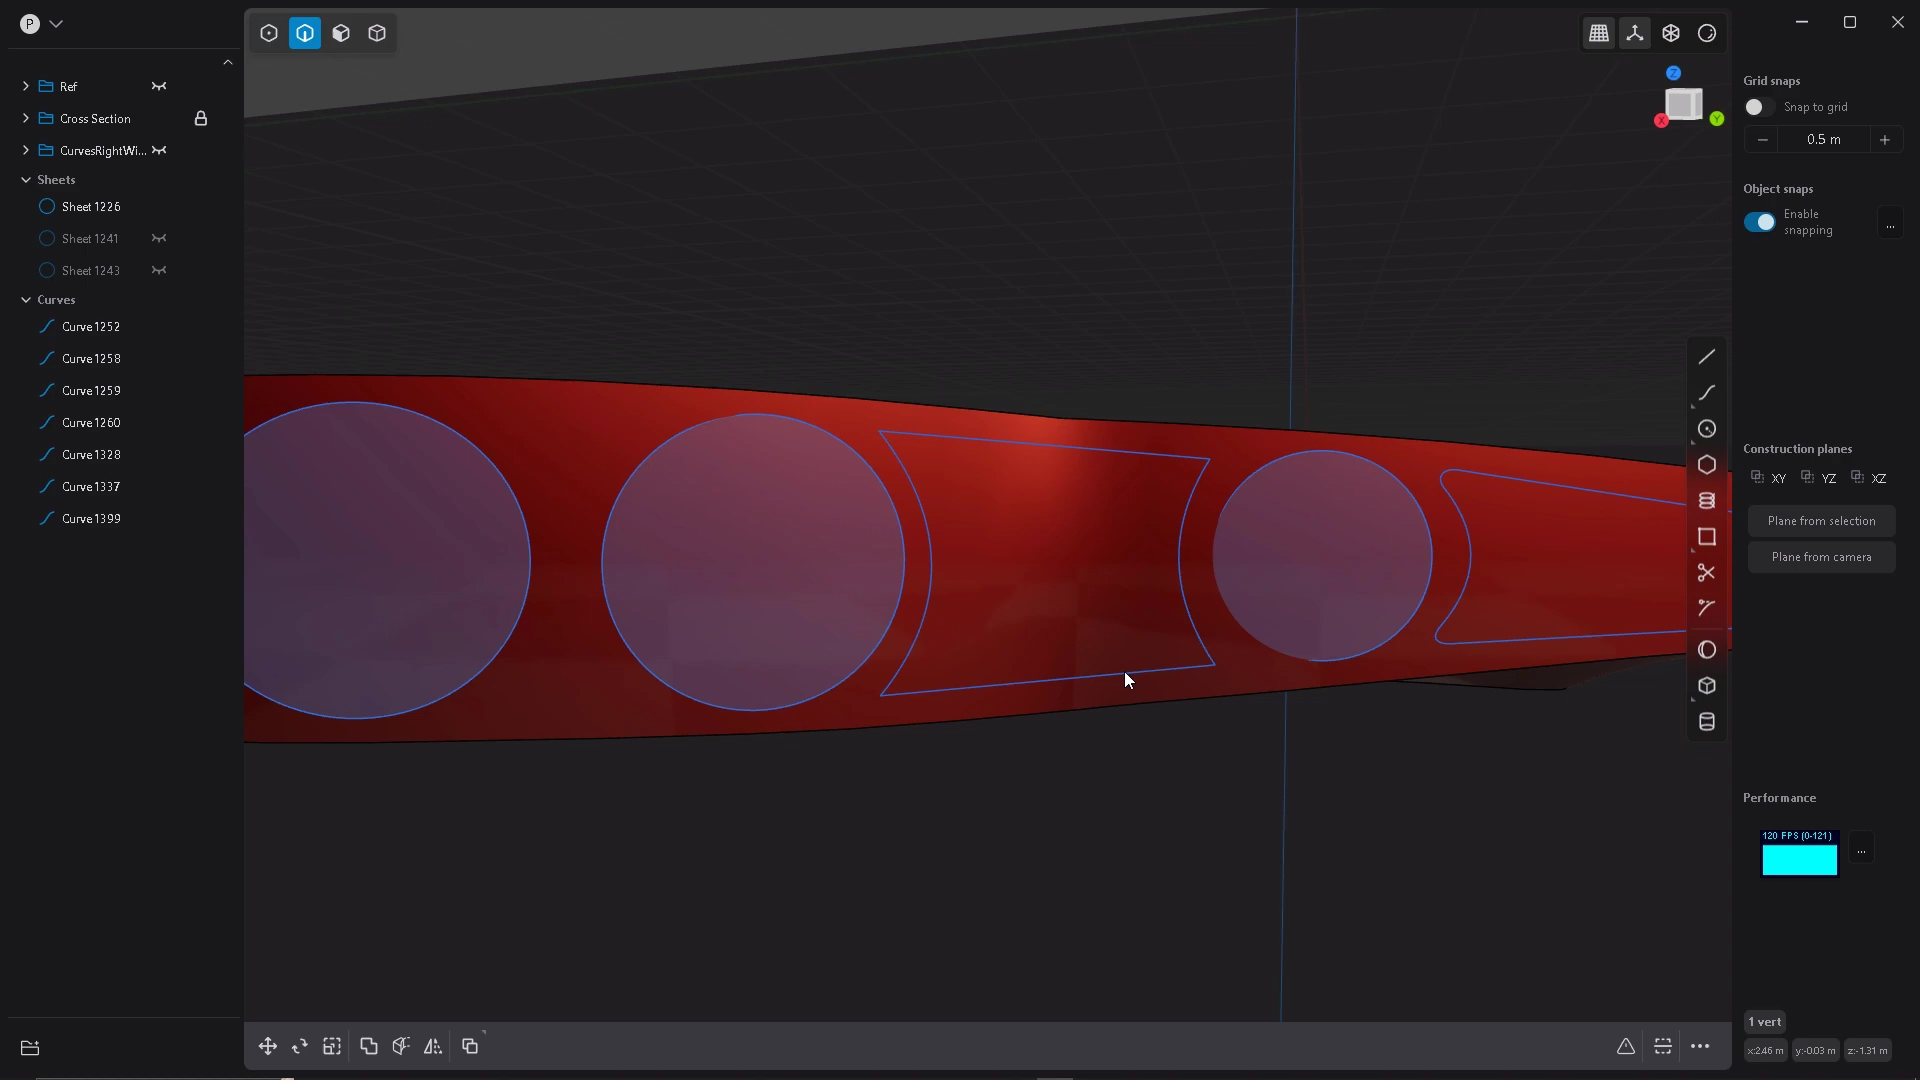 P
Ref
Cross Section
CurvesRightWi...
Sheets
Sheet 1226
Sheet 1241
Sheet 1243
Curves
Curve 1252
Curve 1258
Curve 1259
Curve 1260
Curve 1328
Curve 1337
Curve 1399
Z
X
Y
Grid snaps
Snap to grid
0.5 m
Object snaps
Enable
snapping
...
Construction planes
XY
YZ
XZ
Plane from selection
Plane from camera
Performance
120 FPS (0-121)
...
1 vert
x:2.46 m
y:-0.03 m
z:-1.31 m